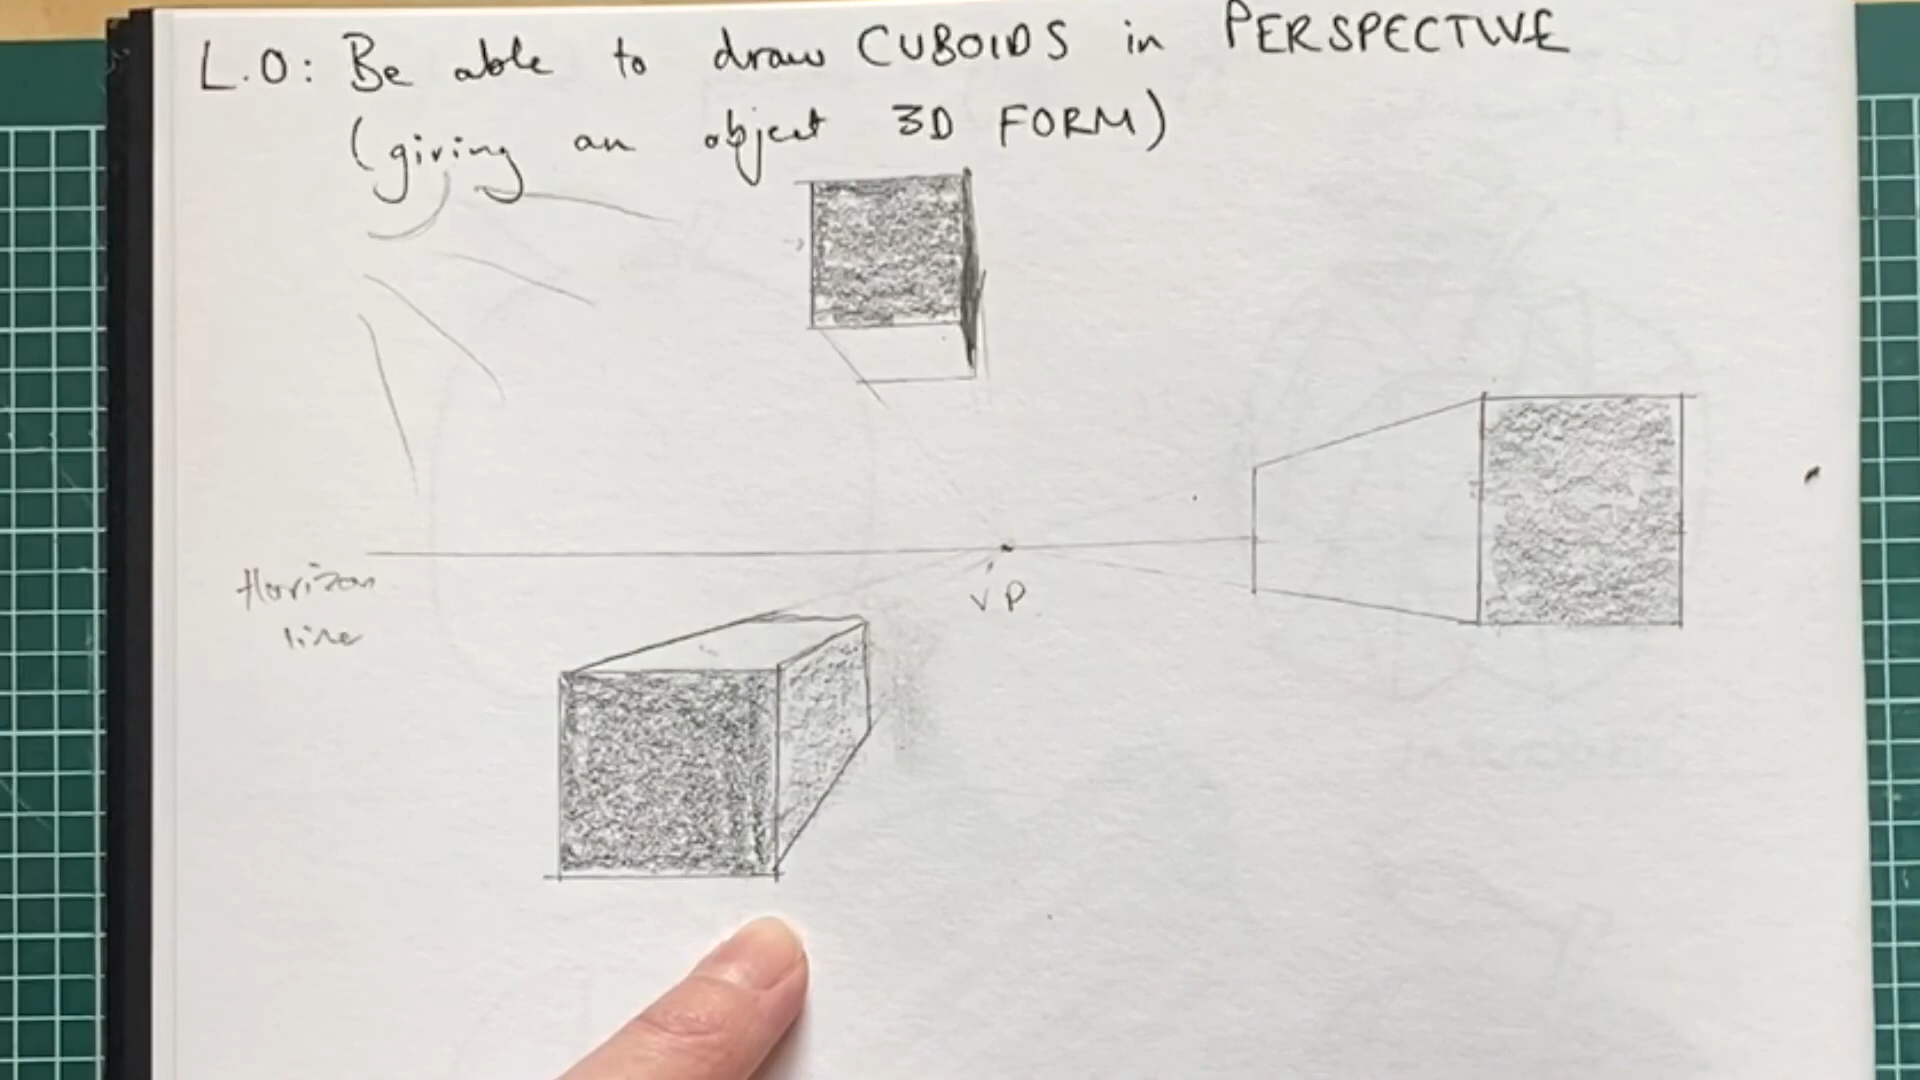 L.O: Be able to draw CUBOIDS in PERSPECTIVE
(giving an object 3D FORM)
Horizon
line
VP